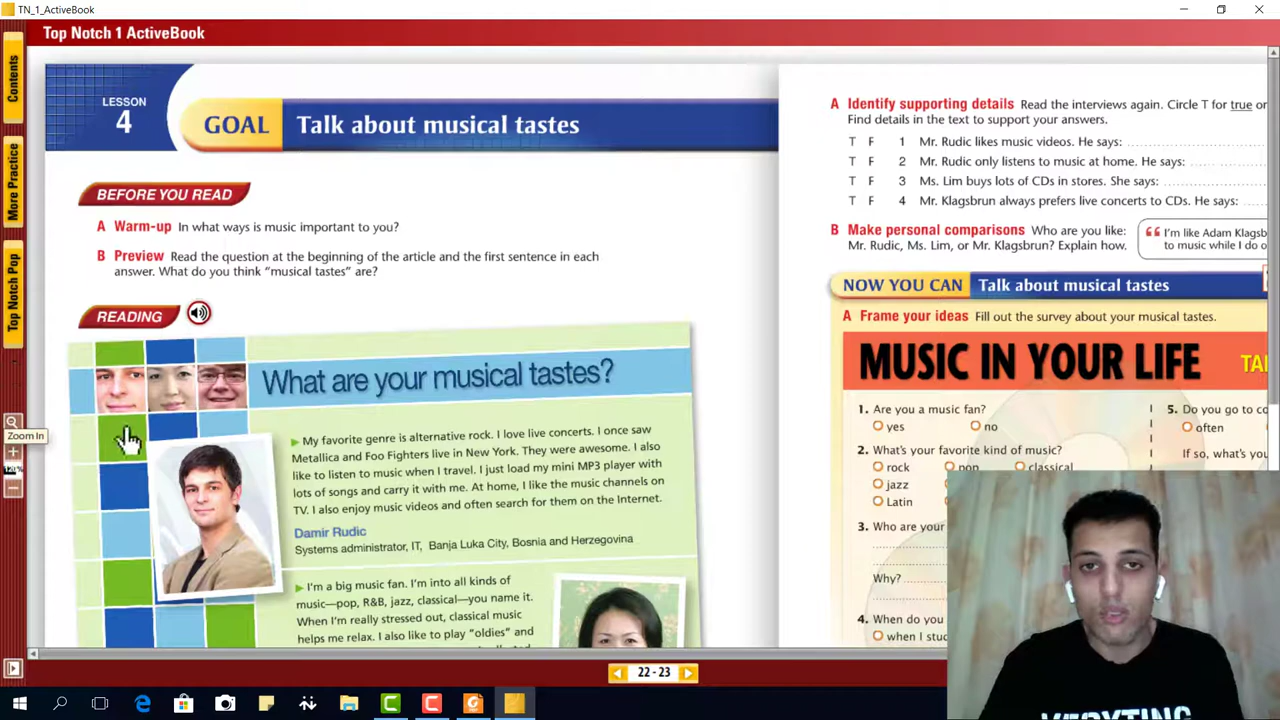 TN_1_ActiveBook
Top Notch 1 ActiveBook
Contents
More Practice
Top Notch Pop
Zoom In
LESSON
4
GOAL Talk about musical tastes
BEFORE YOU READ
A Warm-up In what ways is music important to you?
B Preview Read the question at the beginning of the article and the first sentence in each
answer. What do you think “musical tastes” are?
READING
What are your musical tastes?
My favorite genre is alternative rock. I love live concerts. I once saw
Metallica and Foo Fighters live in New York. They were awesome. I also
like to listen to music when I travel. I just load my mini MP3 player with
lots of songs and carry it with me. At home, I like the music channels on
TV. I also enjoy music videos and often search for them on the Internet.
Damir Rudic
Systems administrator, IT, Banja Luka City, Bosnia and Herzegovina
I'm a big music fan. I'm into all kinds of
music—pop, R&B, jazz, classical—you name it.
When I'm really stressed out, classical music
helps me relax. I also like to play “oldies” and
A Identify supporting details Read the interviews again. Circle T for true or
Find details in the text to support your answers.
T F 1 Mr. Rudic likes music videos. He says:
T F 2 Mr. Rudic only listens to music at home. He says:
T F 3 Ms. Lim buys lots of CDs in stores. She says:
T F 4 Mr. Klagsbrun always prefers live concerts to CDs. He says:
B Make personal comparisons Who are you like:
Mr. Rudic, Ms. Lim, or Mr. Klagsbrun? Explain how.
“I'm like Adam Klagsb
to music while I do o
NOW YOU CAN Talk about musical tastes
A Frame your ideas Fill out the survey about your musical tastes.
MUSIC IN YOUR LIFE TA
1. Are you a music fan?
yes no
2. What's your favorite kind of music?
rock pop classical
jazz
Latin
3. Who are your
Why?
4. When do you
when I stu
5. Do you go to co
often
If so, what's you
22 - 23